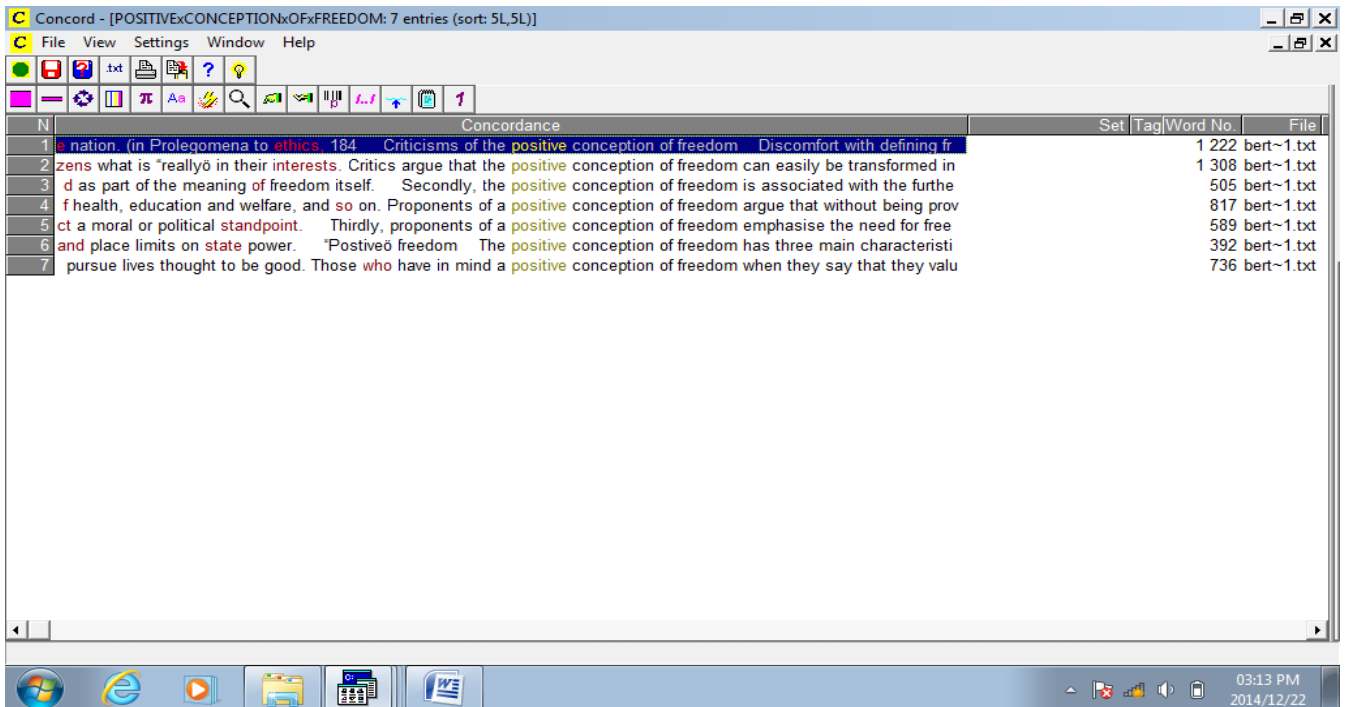 C Concord - [POSITIVExCONCEPTIONxOFxFREEDOM: 7 entries (sort: 5L,5L)]
C File View Settings Window Help
.txt ?
π Aa
N Concordance Set Tag Word No. File
1 e nation. (in Prolegomena to ethics, 184 Criticisms of the positive conception of freedom Discomfort with defining fr 1 222 bert~1.txt
2 zens what is “reallyö in their interests. Critics argue that the positive conception of freedom can easily be transformed in 1 308 bert~1.txt
3 d as part of the meaning of freedom itself. Secondly, the positive conception of freedom is associated with the furthe 505 bert~1.txt
4 f health, education and welfare, and so on. Proponents of a positive conception of freedom argue that without being prov 817 bert~1.txt
5 ct a moral or political standpoint. Thirdly, proponents of a positive conception of freedom emphasise the need for free 589 bert~1.txt
6 and place limits on state power. “Postiveö freedom The positive conception of freedom has three main characteristi 392 bert~1.txt
7 pursue lives thought to be good. Those who have in mind a positive conception of freedom when they say that they valu 736 bert~1.txt
03:13 PM
2014/12/22